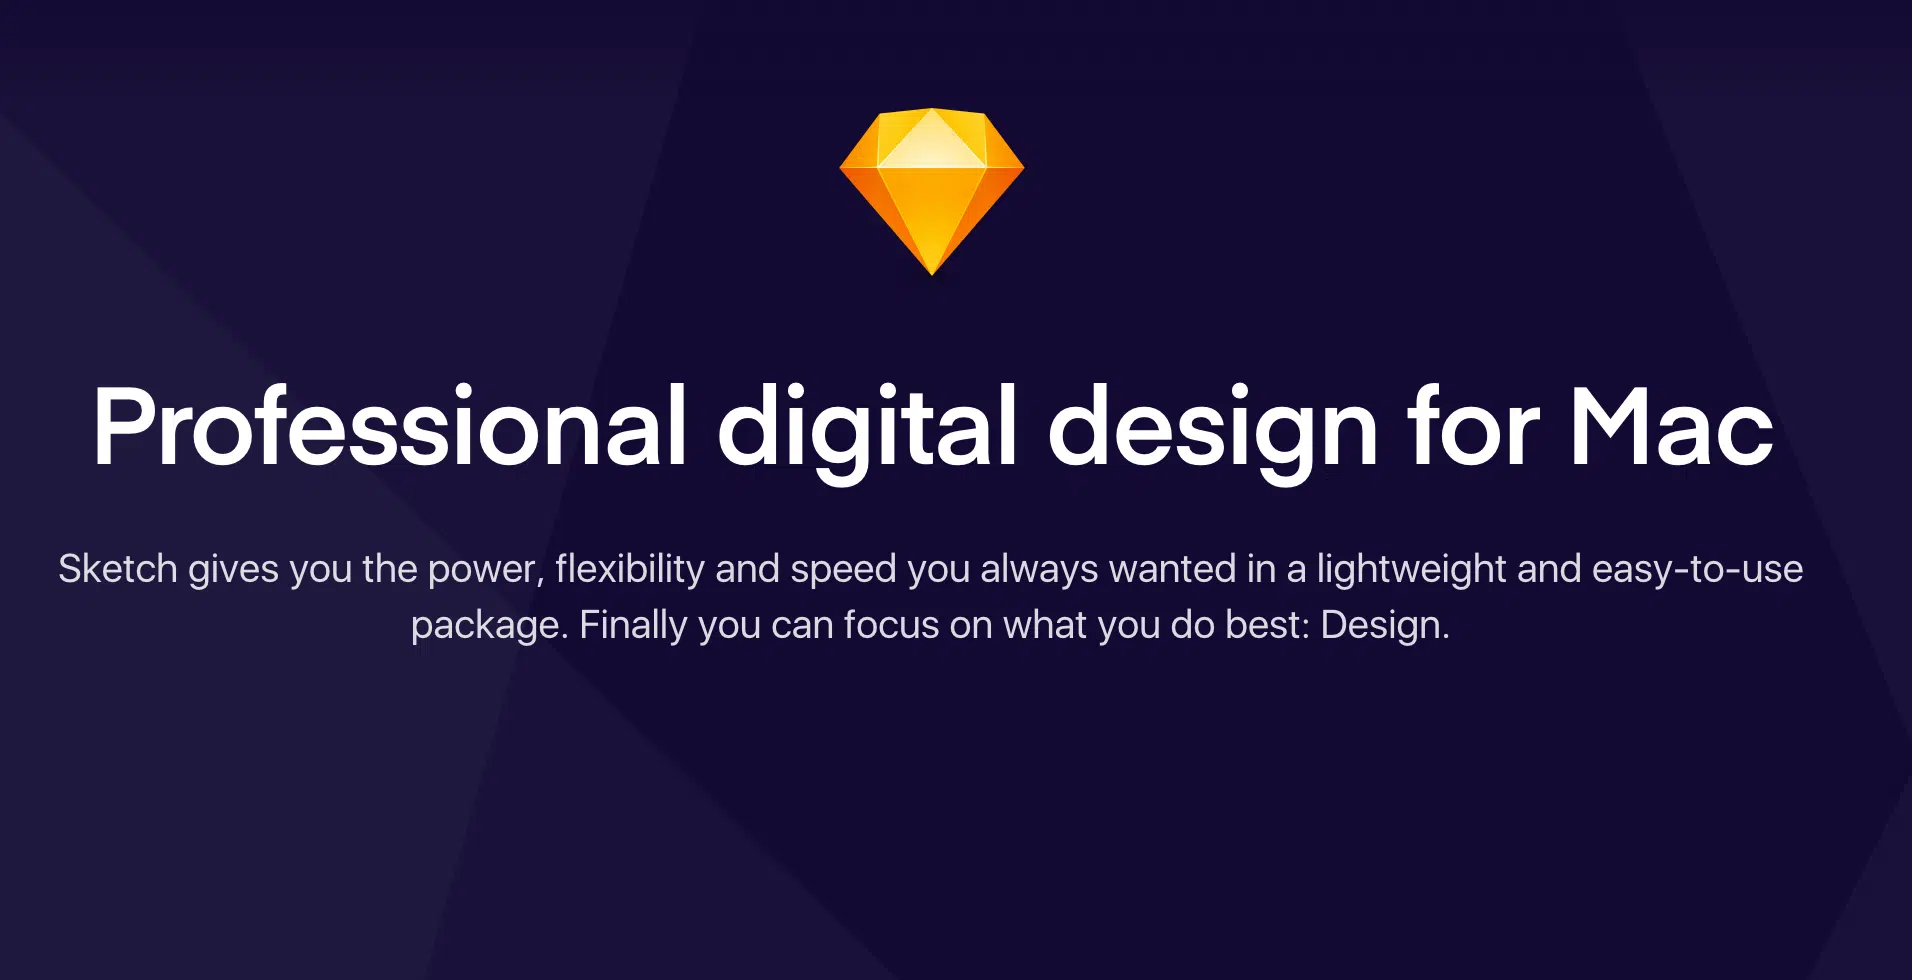 Professional digital design for Mac
Sketch gives you the power, flexibility and speed you always wanted in a lightweight and easy-to-use
package. Finally you can focus on what you do best: Design.